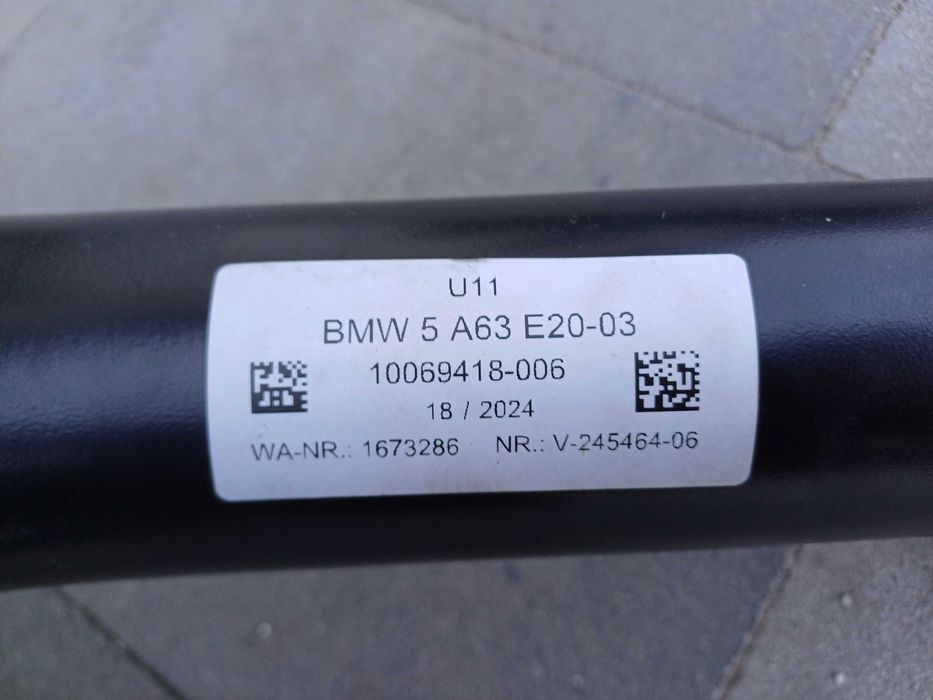 U11
BMW 5 A63 E20-03
10069418-006
18 / 2024
WA-NR.: 1673286 NR.: V-245464-06